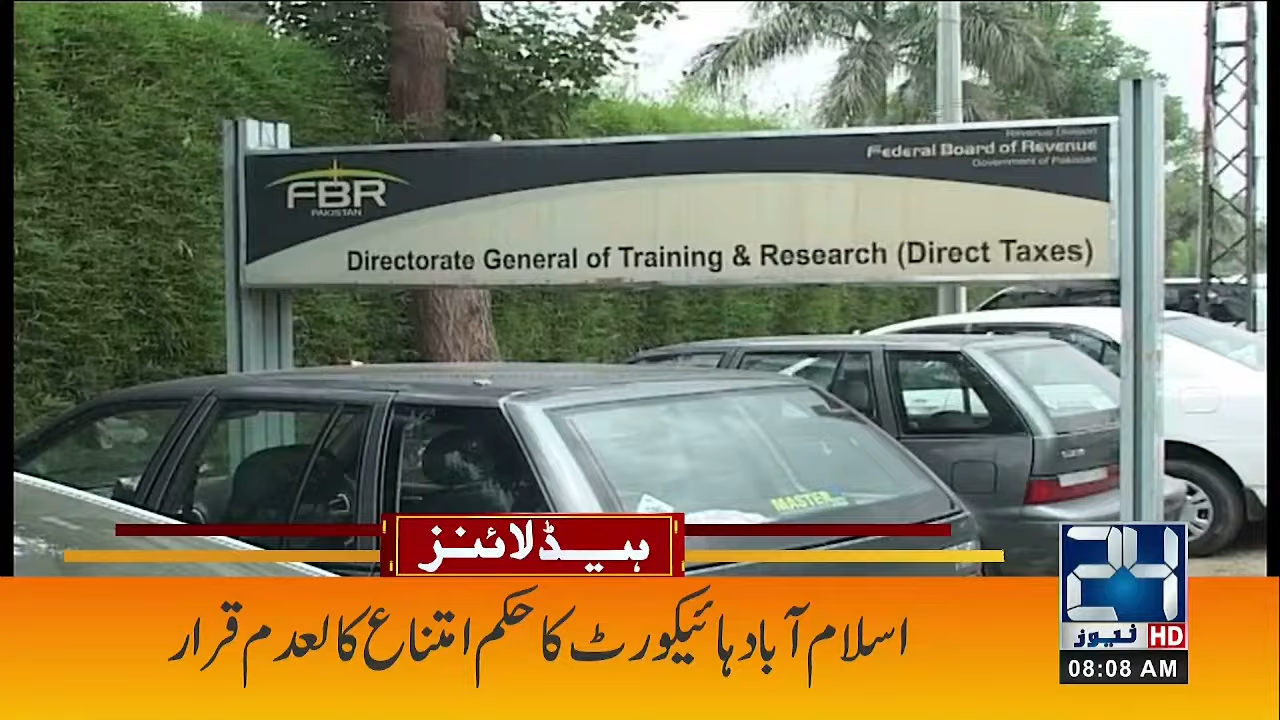 Revenue Division
Federal Board of Revenue
Government of Pakistan
FBR
PAKISTAN
Directorate General of Training & Research (Direct Taxes)
MASTER
ہیڈلائنز
اسلام آباد ہائیکورٹ کا حکم امتناع کالعدم قرار
24
نیوز HD
08:08 AM